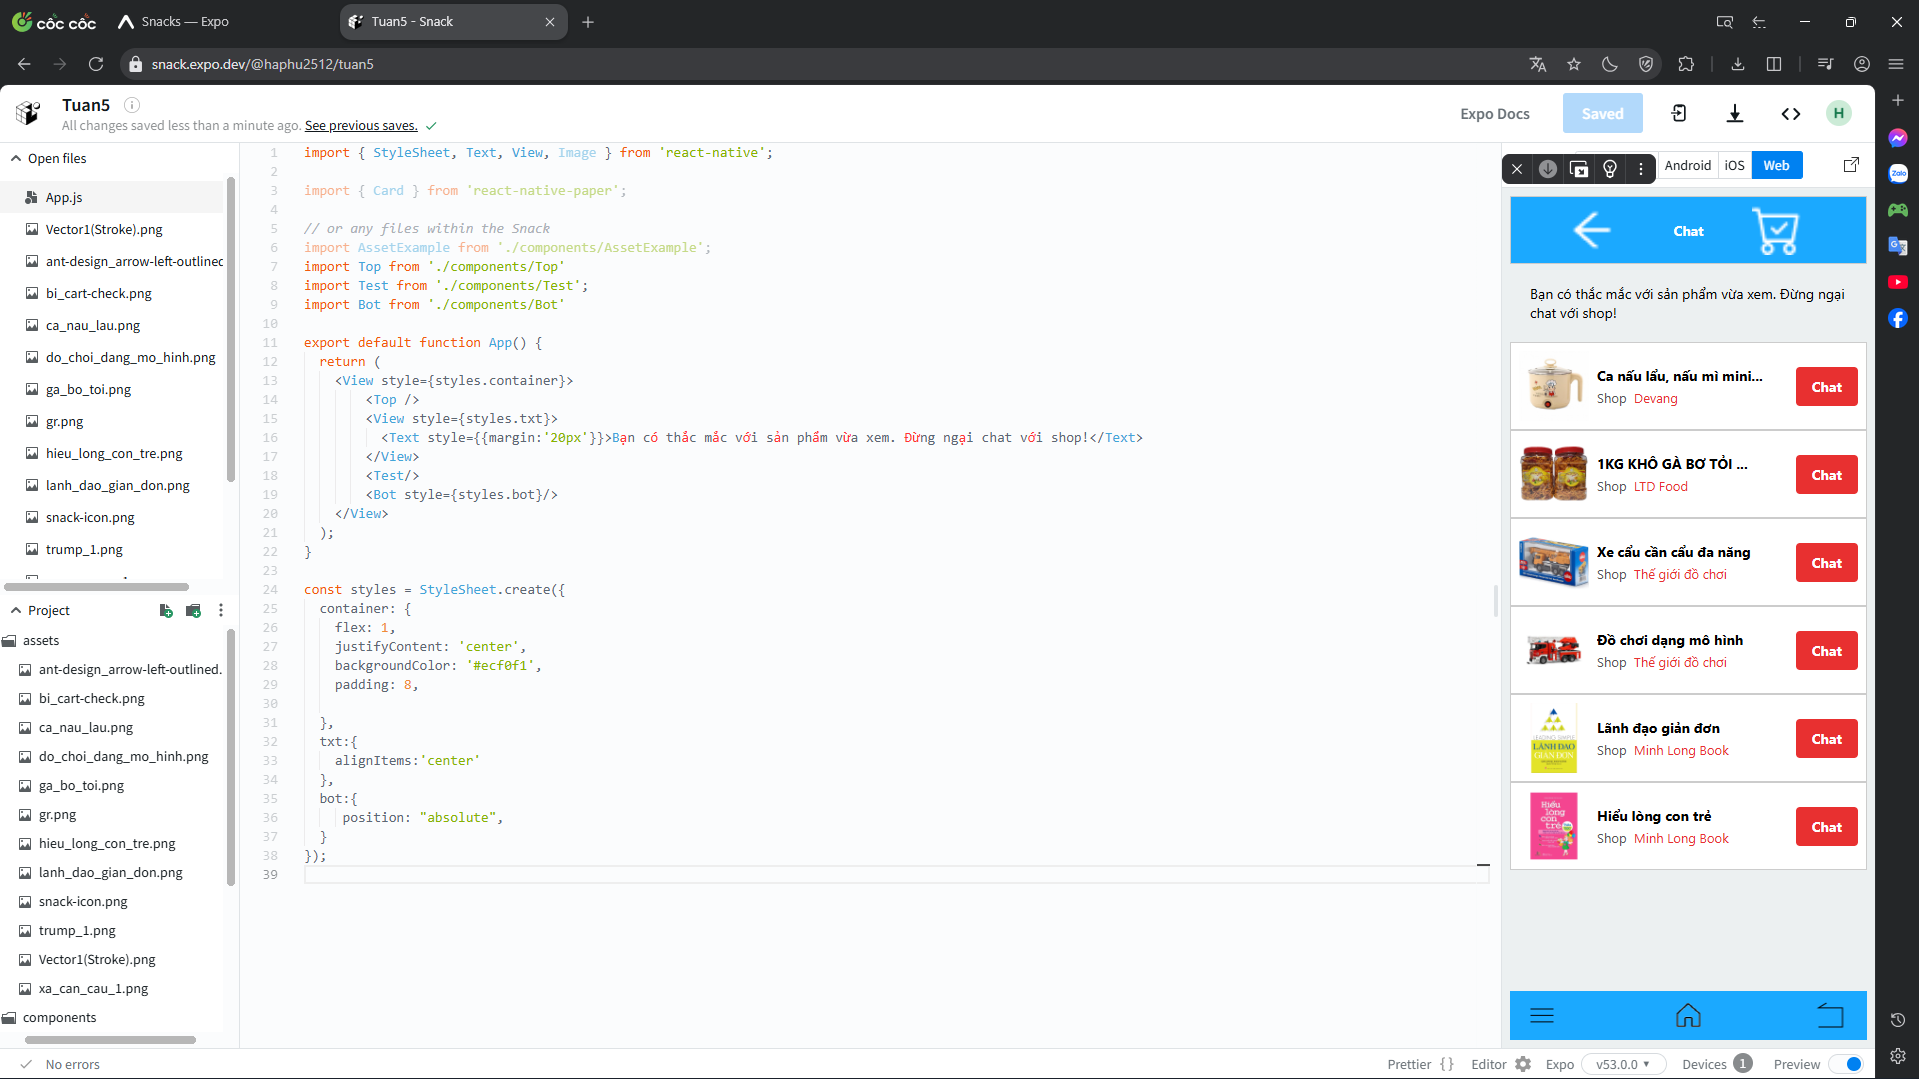 cốc cốc
Snacks — Expo
Tuan5 - Snack
snack.expo.dev/@haphu2512/tuan5
Tuan5
All changes saved less than a minute ago. See previous saves.
Expo Docs
Saved
H
Open files
App.js
Vector1(Stroke).png
ant-design_arrow-left-outlined
bi_cart-check.png
ca_nau_lau.png
do_choi_dang_mo_hinh.png
ga_bo_toi.png
gr.png
hieu_long_con_tre.png
lanh_dao_gian_don.png
snack-icon.png
trump_1.png
Project
assets
ant-design_arrow-left-outlined.
bi_cart-check.png
ca_nau_lau.png
do_choi_dang_mo_hinh.png
ga_bo_toi.png
gr.png
hieu_long_con_tre.png
lanh_dao_gian_don.png
snack-icon.png
trump_1.png
Vector1(Stroke).png
xa_can_cau_1.png
components
1 import { StyleSheet, Text, View, Image } from 'react-native';
2
3 import { Card } from 'react-native-paper';
4
5 // or any files within the Snack
6 import AssetExample from './components/AssetExample';
7 import Top from './components/Top'
8 import Test from './components/Test';
9 import Bot from './components/Bot'
10
11 export default function App() {
12 return (
13 <View style={styles.container}>
14 <Top />
15 <View style={styles.txt}>
16 <Text style={{margin:'20px'}}>Bạn có thắc mắc với sản phẩm vừa xem. Đừng ngại chat với shop!</Text>
17 </View>
18 <Test/>
19 <Bot style={styles.bot}/>
20 </View>
21 );
22 }
23
24 const styles = StyleSheet.create({
25 container: {
26 flex: 1,
27 justifyContent: 'center',
28 backgroundColor: '#ecf0f1',
29 padding: 8,
30
31 },
32 txt:{
33 alignItems:'center'
34 },
35 bot:{
36 position: "absolute",
37 }
38 });
39
Android
iOS
Web
Chat
Bạn có thắc mắc với sản phẩm vừa xem. Đừng ngại
chat với shop!
Ca nấu lẩu, nấu mì mini...
Shop Devang
Chat
1KG KHÔ GÀ BƠ TỎI ...
Shop LTD Food
Chat
Xe cẩu cần cẩu đa năng
Shop Thế giới đồ chơi
Chat
Đồ chơi dạng mô hình
Shop Thế giới đồ chơi
Chat
LEADING SIMPLE
LÃNH ĐẠO
GIẢN ĐƠN
Lãnh đạo giản đơn
Shop Minh Long Book
Chat
Hiểu
lòng
con trẻ
Hiểu lòng con trẻ
Shop Minh Long Book
Chat
Zalo
No errors
Prettier
Editor
Expo
v53.0.0
Devices 1
Preview